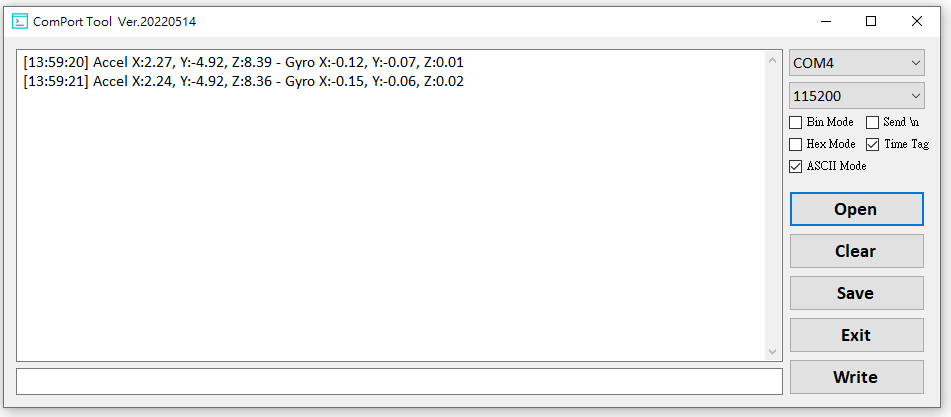 ComPort Tool Ver.20220514
[13:59:20] Accel X:2.27, Y:-4.92, Z:8.39 - Gyro X:-0.12, Y:-0.07, Z:0.01
[13:59:21] Accel X:2.24, Y:-4.92, Z:8.36 - Gyro X:-0.15, Y:-0.06, Z:0.02
COM4
115200
Bin Mode
Send \n
Hex Mode
Time Tag
ASCII Mode
Open
Clear
Save
Exit
Write